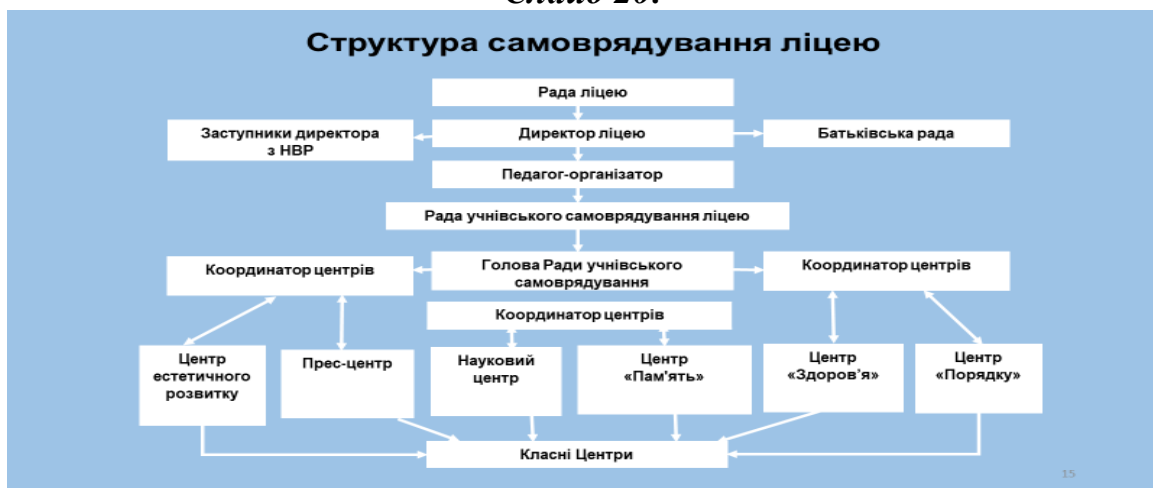 Слайд 20.
Структура самоврядування ліцею
Рада ліцею
Заступники директора
з НВР
Директор ліцею
Батьківська рада
Педагог-організатор
Рада учнівського самоврядування ліцею
Координатор центрів
Голова Ради учнівського
самоврядування
Координатор центрів
Координатор центрів
Центр
естетичного
розвитку
Прес-центр
Науковий
центр
Центр
«Пам'ять»
Центр
«Здоров’я»
Центр
«Порядку»
Класні Центри
15